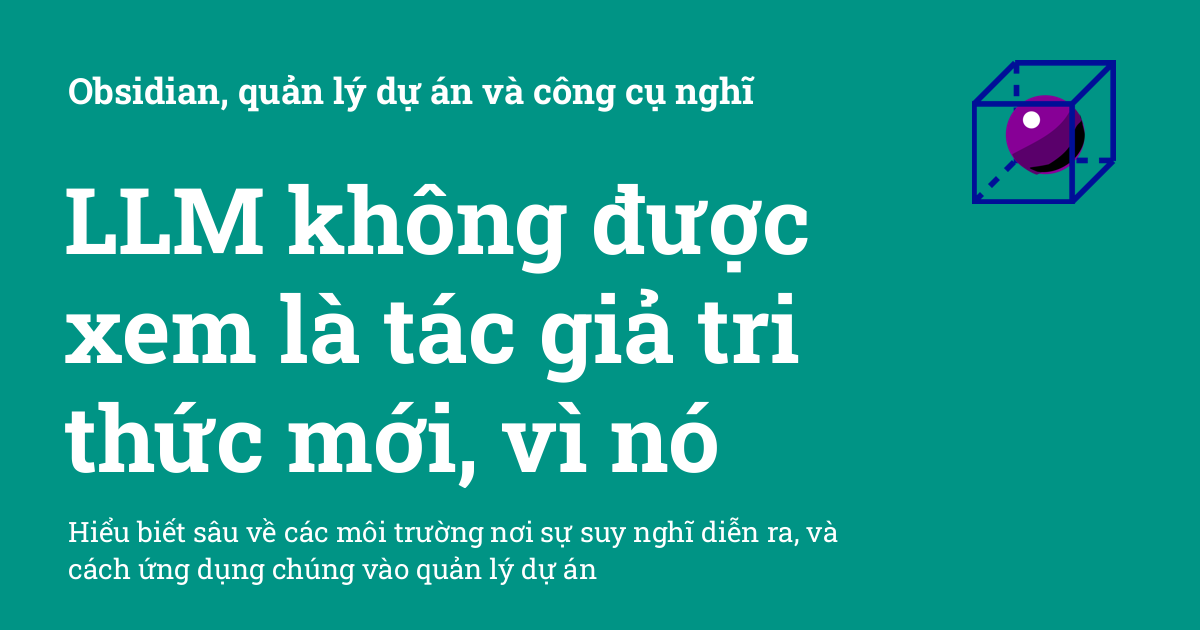 Obsidian, quản lý dự án và công cụ nghĩ
LLM không được
xem là tác giả tri
thức mới, vì nó
Hiểu biết sâu về các môi trường nơi sự suy nghĩ diễn ra, và
cách ứng dụng chúng vào quản lý dự án